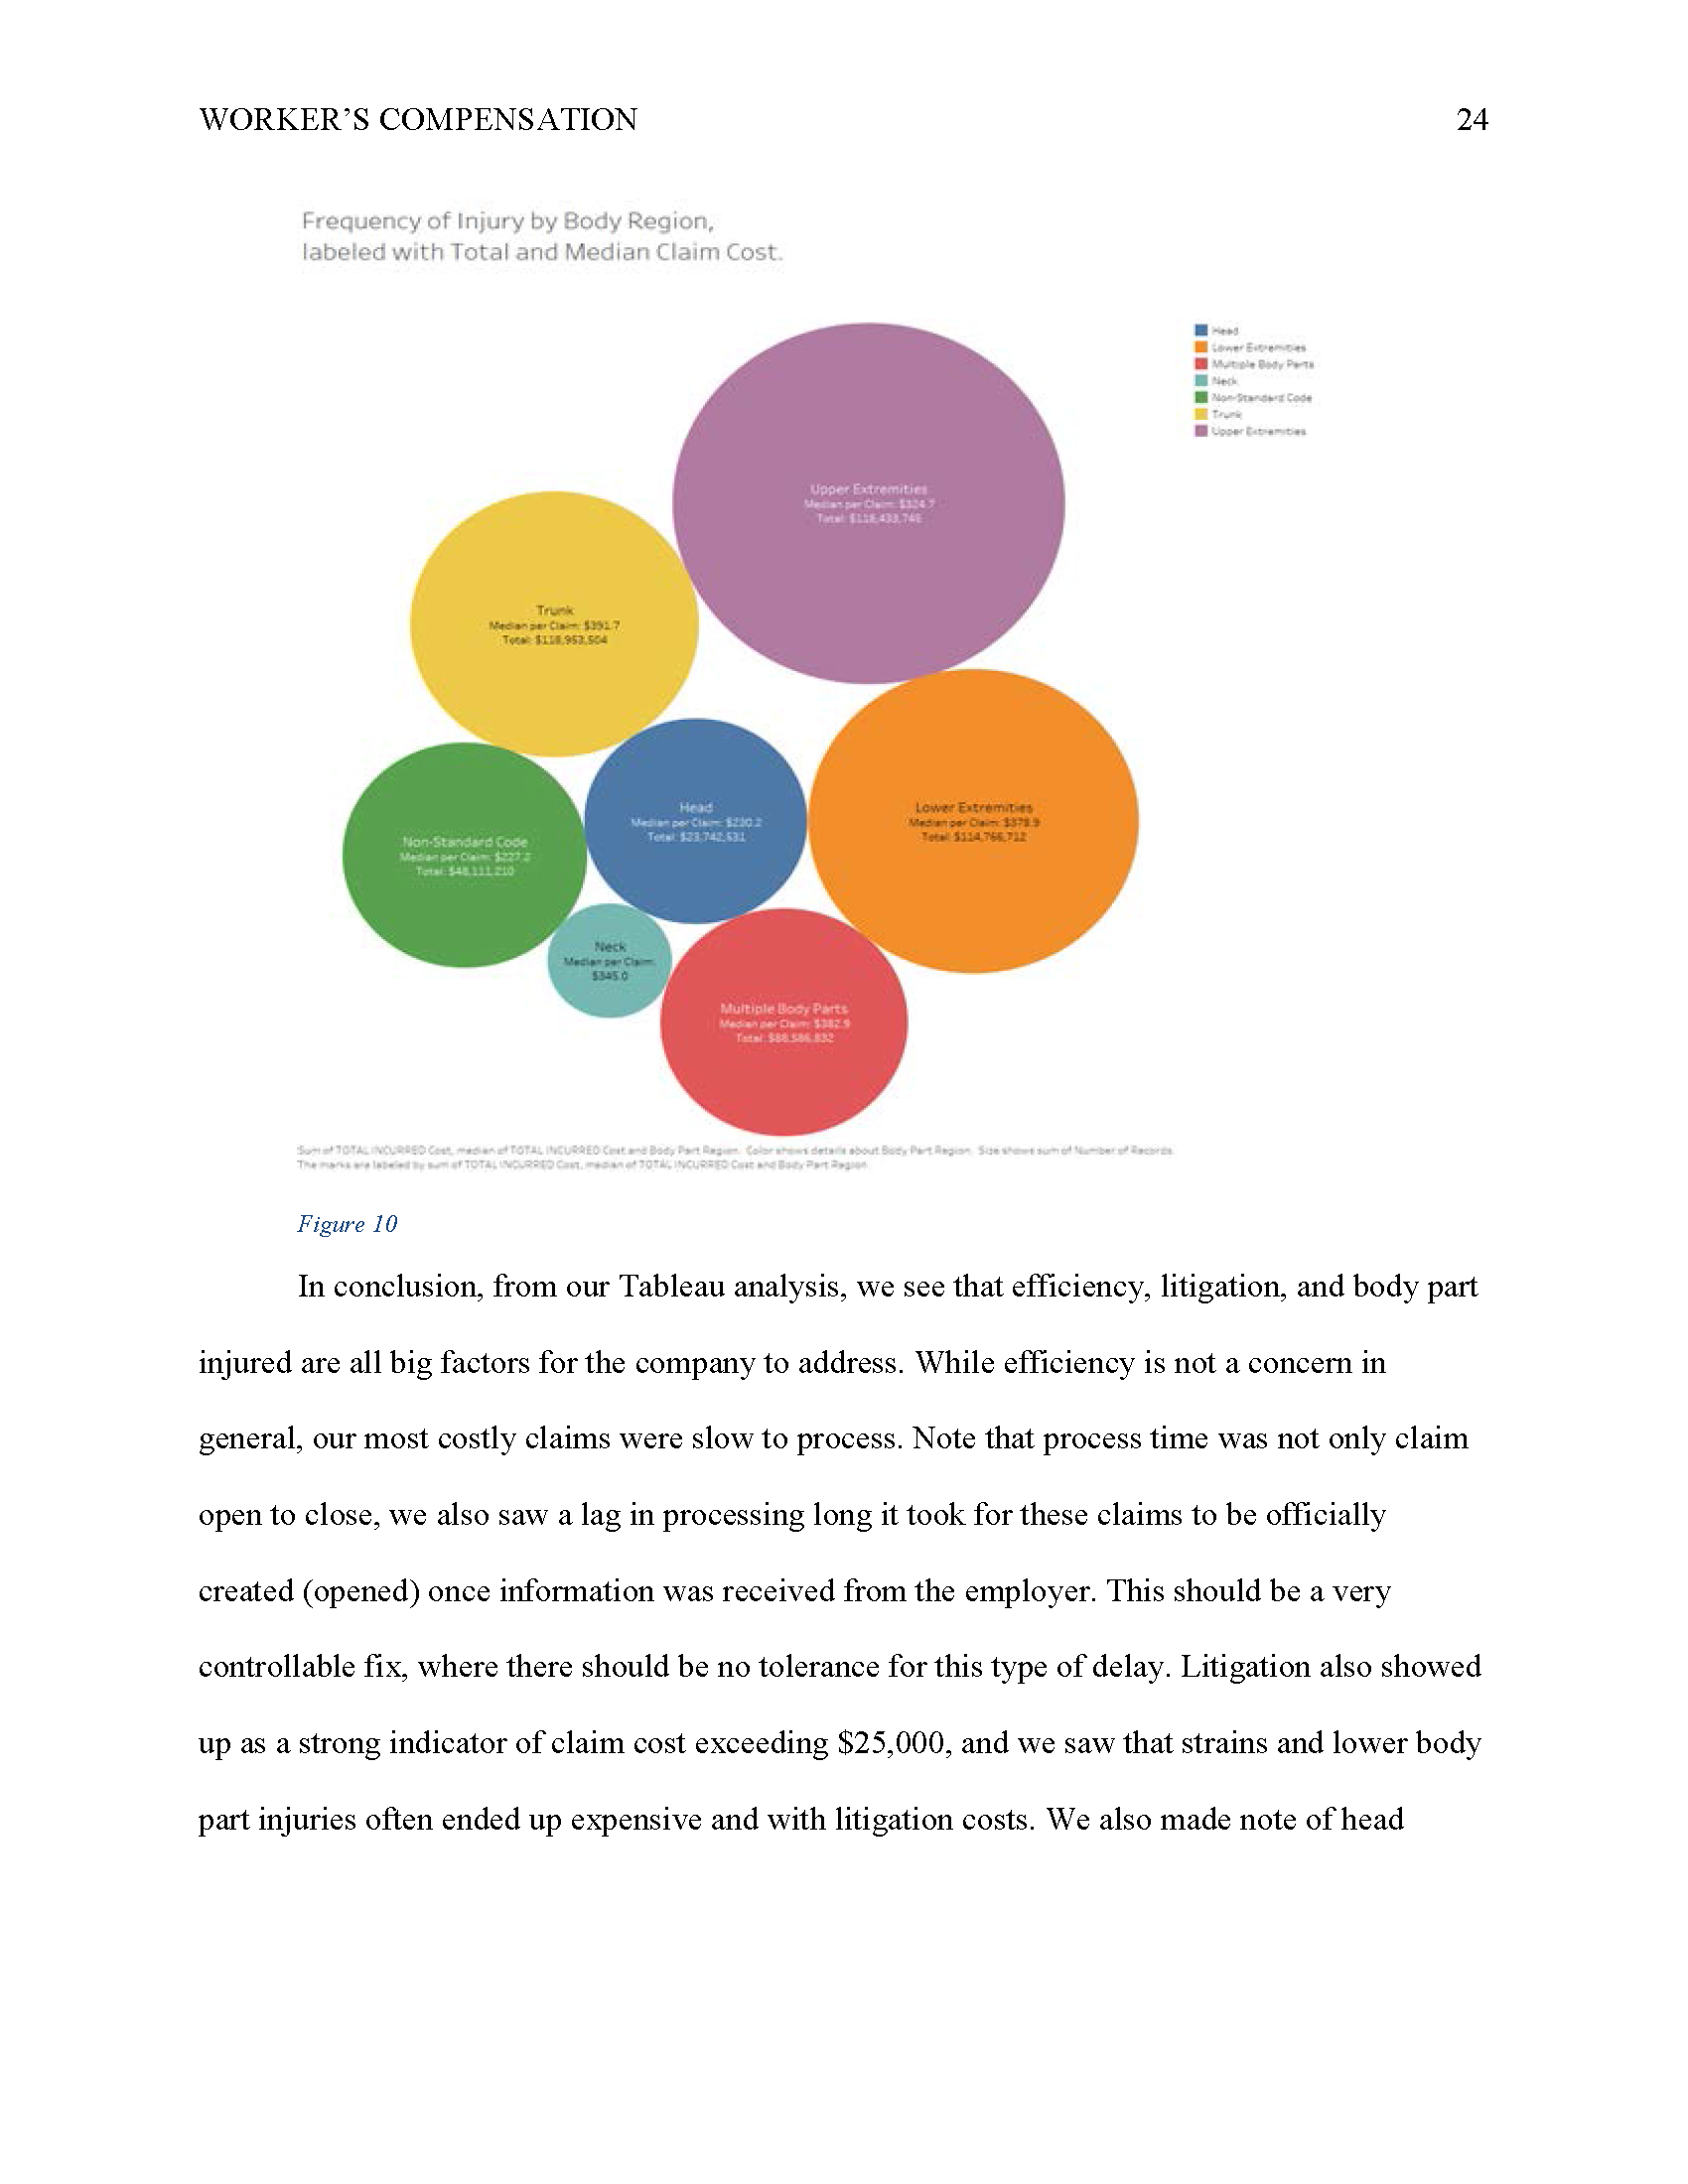 WORKER’S COMPENSATION 24
Frequency of Injury by Body Region,
labeled with Total and Median Claim Cost.
Head
Lower Extremities
Multiple Body Parts
Neck
Non-Standard Code
Trunk
Upper Extremities
Upper Extremities
Median per Claim: $324.7
Total: $118,433,746
Trunk
Median per Claim: $391.7
Total: $118,953,504
Head
Median per Claim: $230.2
Total: $23,742,531
Lower Extremities
Median per Claim: $379.9
Total: $114,766,712
Non-Standard Code
Median per Claim: $227.2
Total: $48,111,210
Neck
Median per Claim:
$345.0
Multiple Body Parts
Median per Claim: $382.9
Total: $88,586,832
Sum of TOTAL INCURRED Cost, median of TOTAL INCURRED Cost and Body Part Region. Color shows details about Body Part Region. Size shows sum of Number of Records.
The marks are labeled by sum of TOTAL INCURRED Cost, median of TOTAL INCURRED Cost and Body Part Region.
Figure 10
In conclusion, from our Tableau analysis, we see that efficiency, litigation, and body part
injured are all big factors for the company to address. While efficiency is not a concern in
general, our most costly claims were slow to process. Note that process time was not only claim
open to close, we also saw a lag in processing long it took for these claims to be officially
created (opened) once information was received from the employer. This should be a very
controllable fix, where there should be no tolerance for this type of delay. Litigation also showed
up as a strong indicator of claim cost exceeding $25,000, and we saw that strains and lower body
part injuries often ended up expensive and with litigation costs. We also made note of head